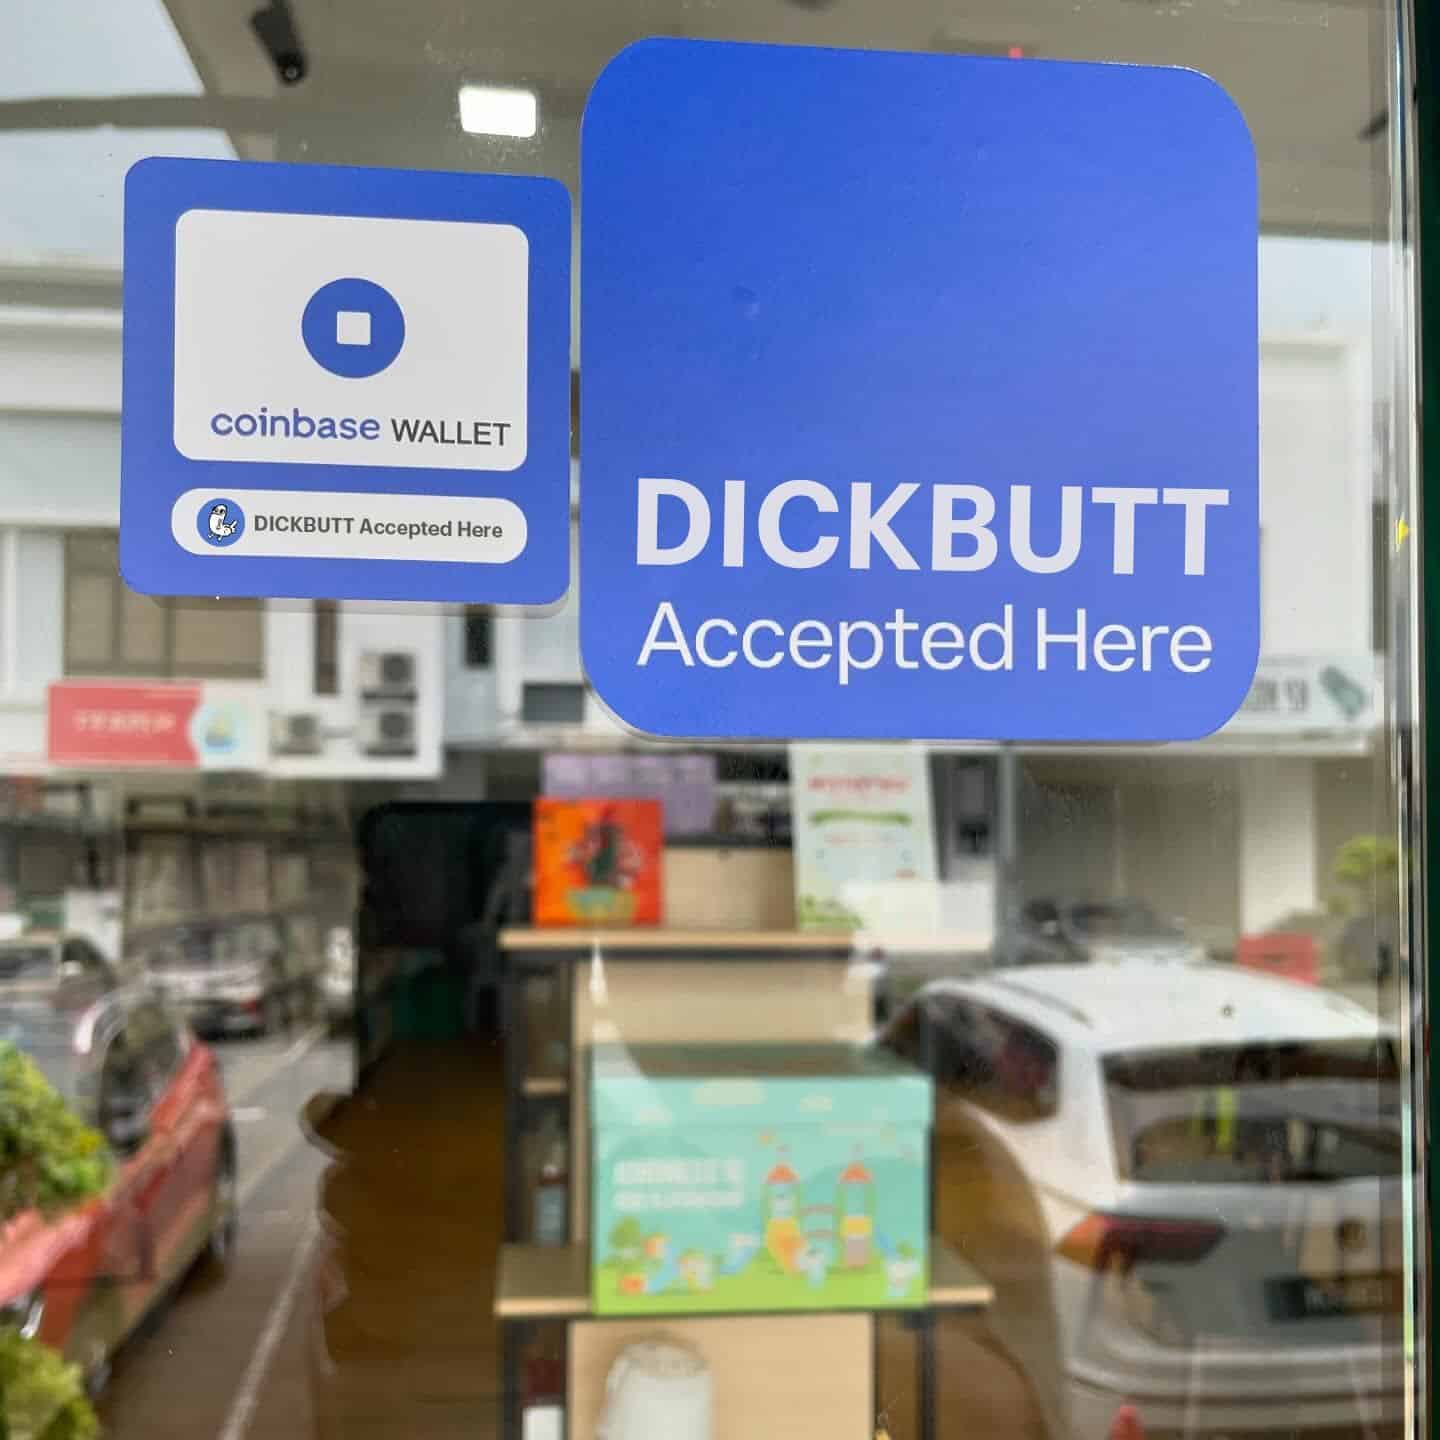 coinbase WALLET
DICKBUTT Accepted Here
DICKBUTT
Accepted Here